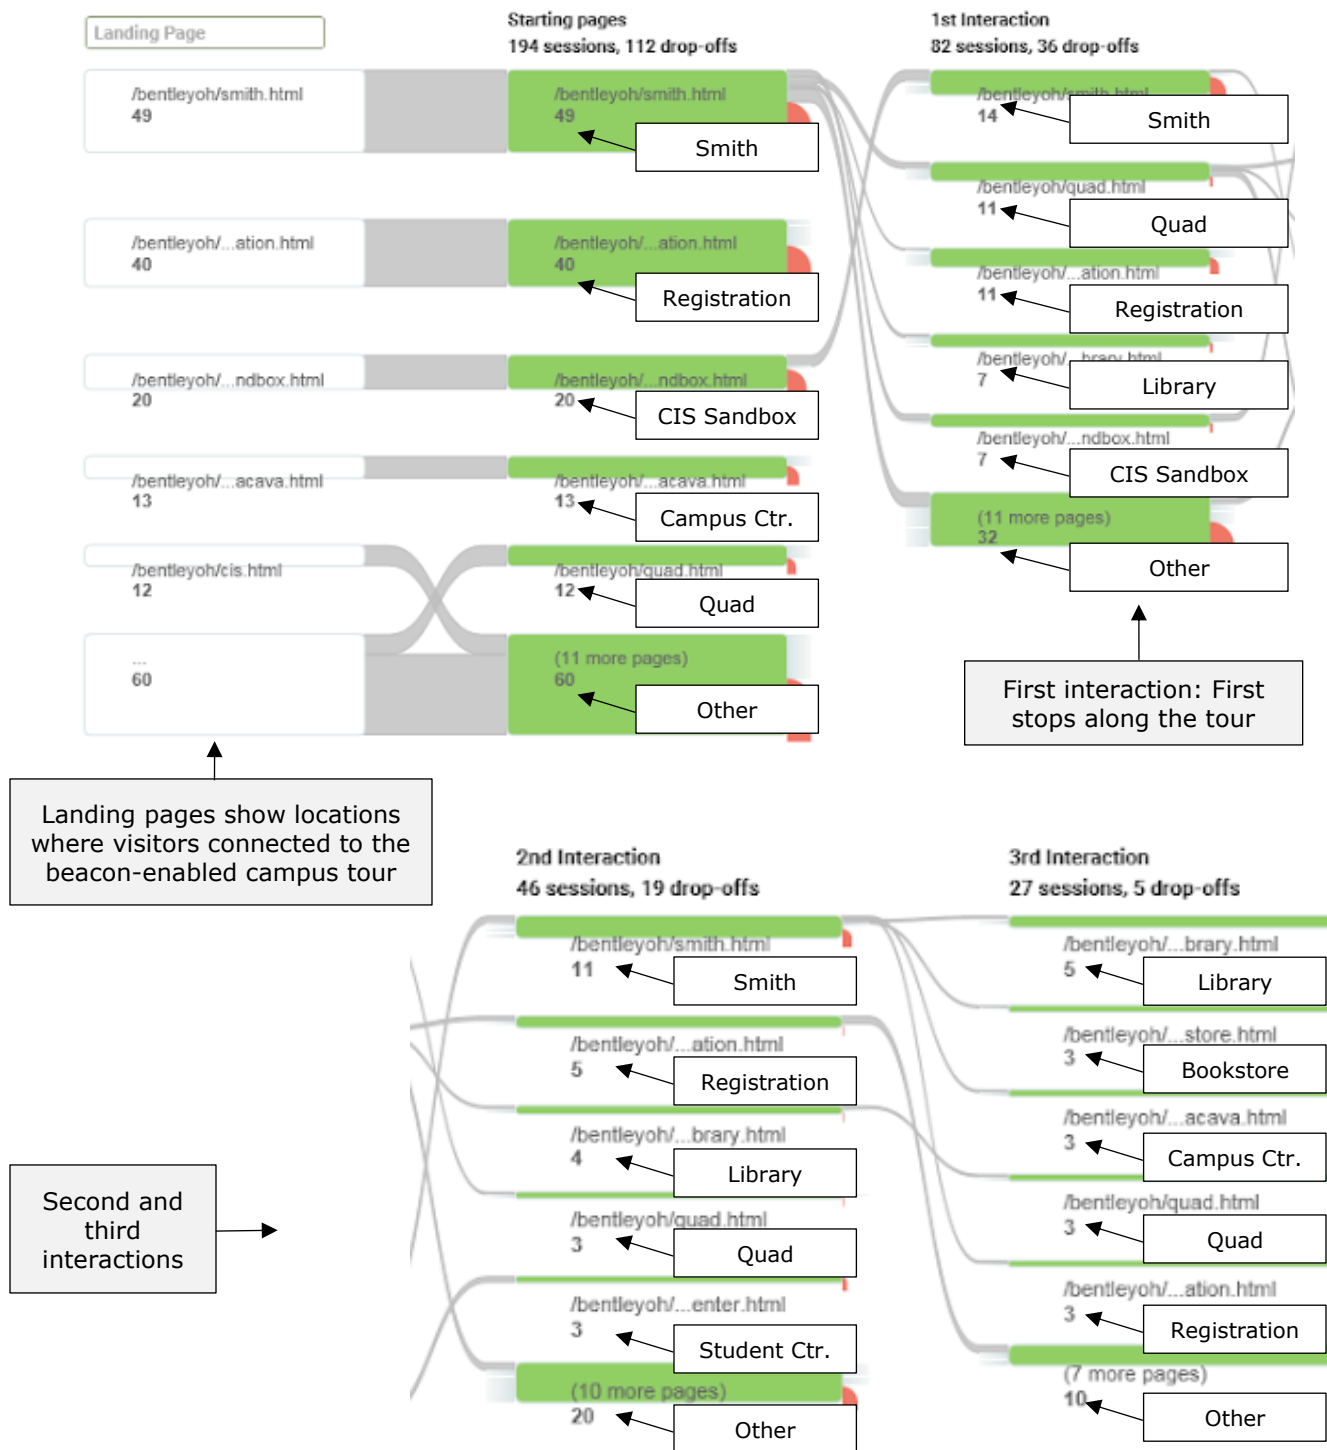 Landing Page
Starting pages
194 sessions, 112 drop-offs
1st Interaction
82 sessions, 36 drop-offs
/bentleyoh/smith.html
49
/bentleyoh/...ation.html
40
/bentleyoh/...ndbox.html
20
/bentleyoh/...acava.html
13
/bentleyoh/cis.html
12
...
60
/bentleyoh/smith.html
49
Smith
/bentleyoh/...ation.html
40
Registration
/bentleyoh/...ndbox.html
20
CIS Sandbox
/bentleyoh/...acava.html
13
Campus Ctr.
/bentleyoh/quad.html
12
Quad
(11 more pages)
60
Other
/bentleyoh/smith.html
14
Smith
/bentleyoh/quad.html
11
Quad
/bentleyoh/...ation.html
11
Registration
/bentleyoh/...brary.html
7
Library
/bentleyoh/...ndbox.html
7
CIS Sandbox
(11 more pages)
32
Other
First interaction: First
stops along the tour
Landing pages show locations
where visitors connected to the
beacon-enabled campus tour
2nd Interaction
46 sessions, 19 drop-offs
3rd Interaction
27 sessions, 5 drop-offs
/bentleyoh/smith.html
11
Smith
/bentleyoh/...ation.html
5
Registration
/bentleyoh/...brary.html
4
Library
/bentleyoh/quad.html
3
Quad
/bentleyoh/...enter.html
3
Student Ctr.
(10 more pages)
20
Other
/bentleyoh/...brary.html
5
Library
/bentleyoh/...store.html
3
Bookstore
/bentleyoh/...acava.html
3
Campus Ctr.
/bentleyoh/quad.html
3
Quad
/bentleyoh/...ation.html
3
Registration
(7 more pages)
10
Other
Second and
third
interactions